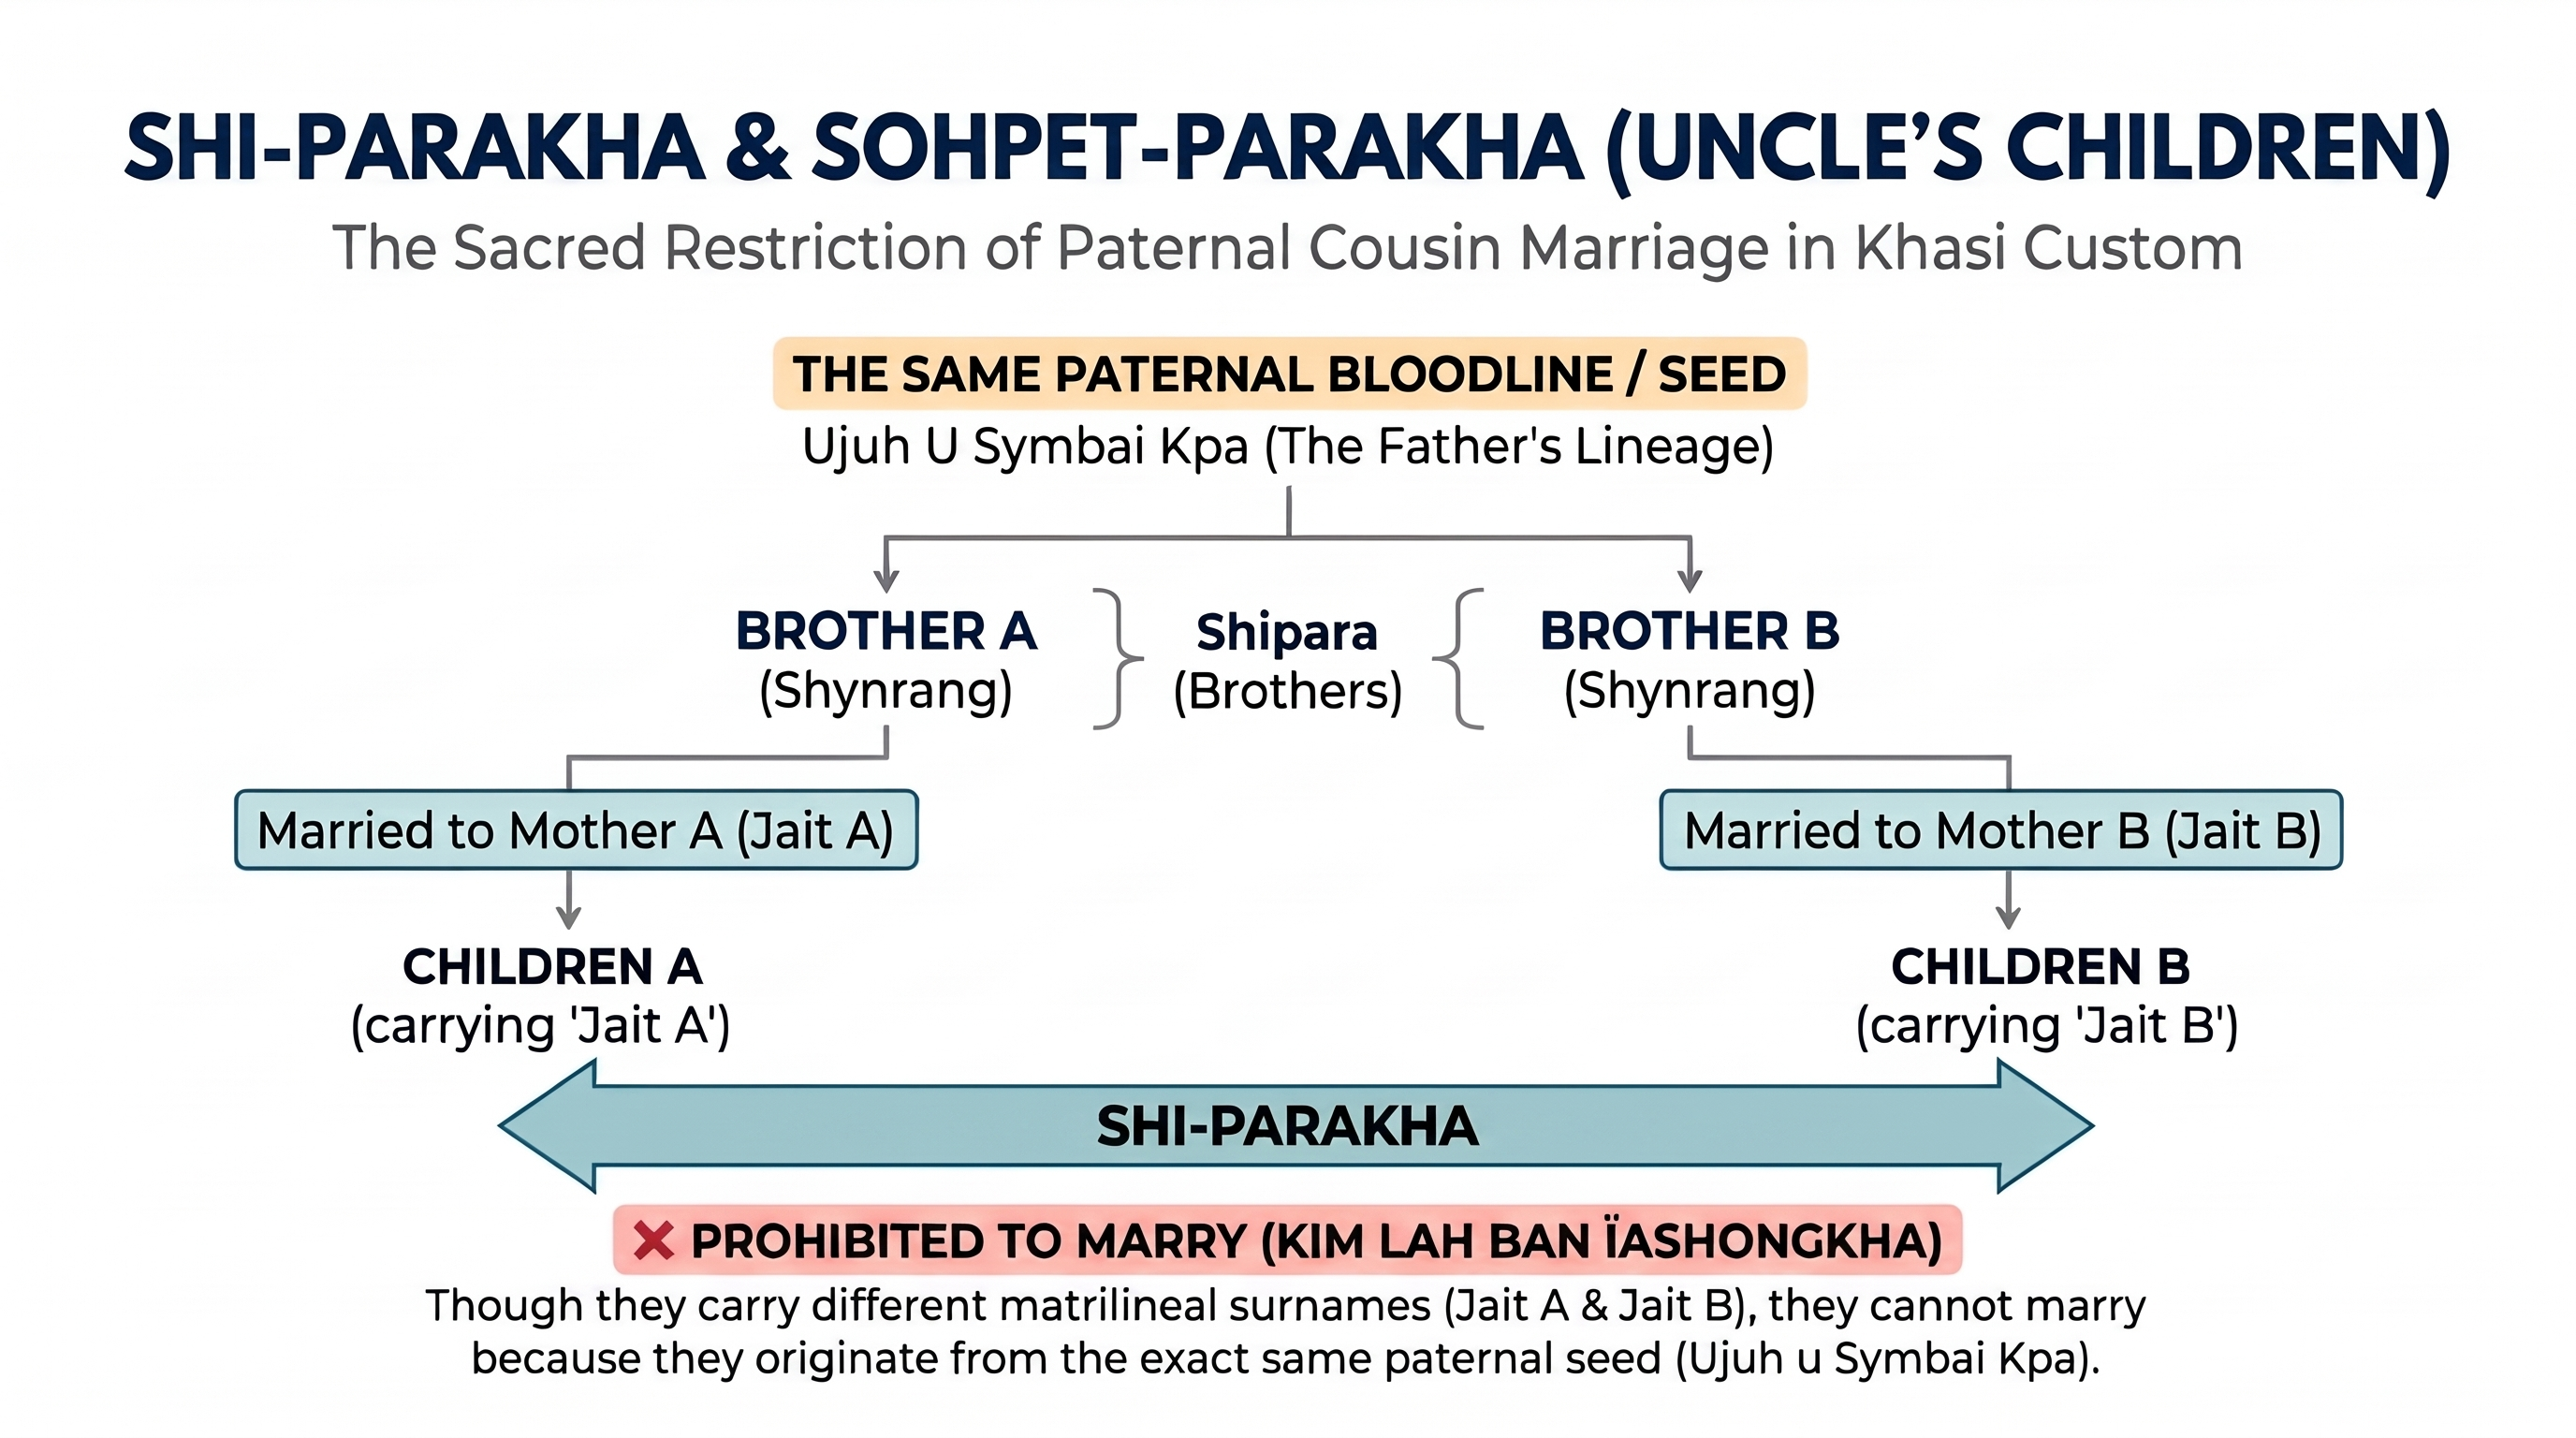 SHI-PARAKHA & SOHPET-PARAKHA (UNCLE’S CHILDREN)
The Sacred Restriction of Paternal Cousin Marriage in Khasi Custom
THE SAME PATERNAL BLOODLINE / SEED
Ujuh U Symbai Kpa (The Father's Lineage)
BROTHER A
(Shynrang)
Shipara
(Brothers)
BROTHER B
(Shynrang)
Married to Mother A (Jait A)
Married to Mother B (Jait B)
CHILDREN A
(carrying 'Jait A')
CHILDREN B
(carrying 'Jait B')
SHI-PARAKHA
❌ PROHIBITED TO MARRY (KIM LAH BAN ÏASHONGKHA)
Though they carry different matrilineal surnames (Jait A & Jait B), they cannot marry
because they originate from the exact same paternal seed (Ujuh u Symbai Kpa).